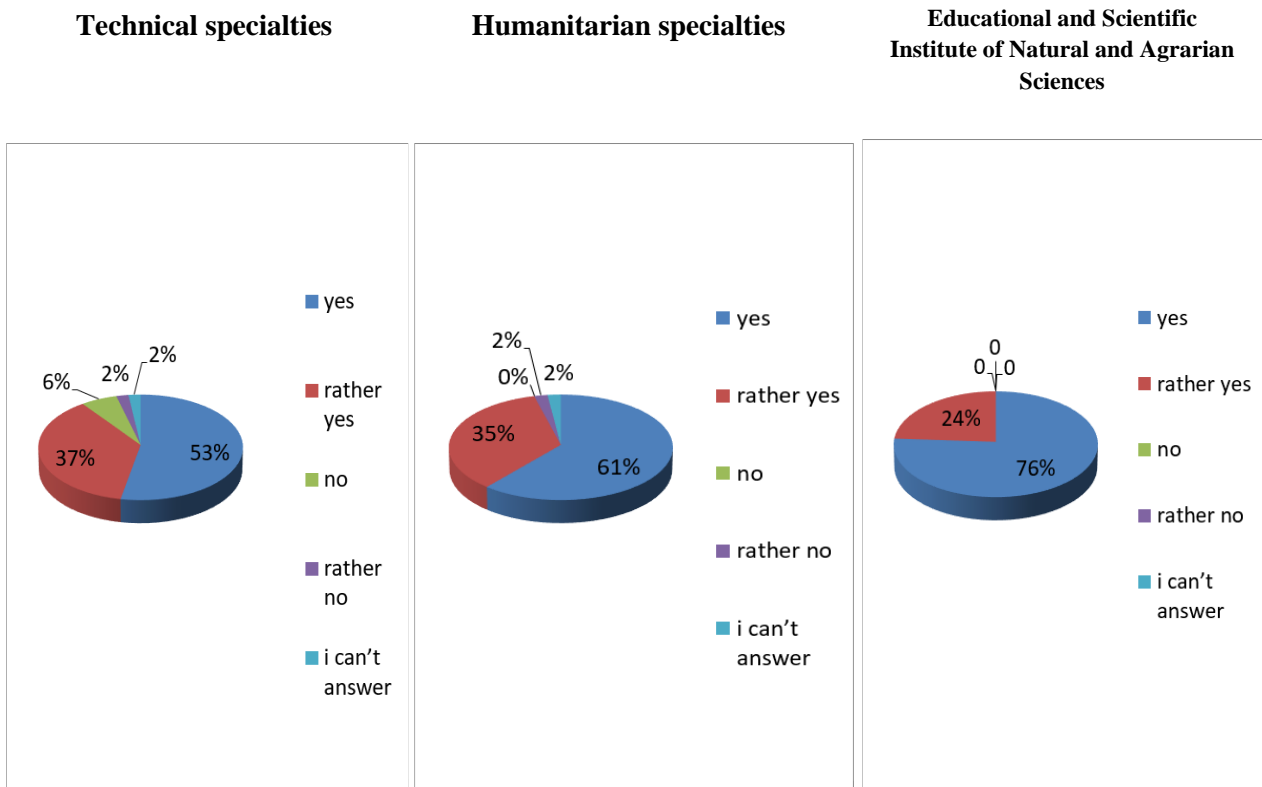 Technical specialties
Humanitarian specialties
Educational and Scientific
Institute of Natural and Agrarian
Sciences
2%
2%
6%
37%
53%
yes
rather
yes
no
rather
no
i can't
answer
2%
0%
2%
35%
61%
yes
rather yes
no
rather no
i can't
answer
0
0
0
24%
76%
yes
rather yes
no
rather no
i can't
answer